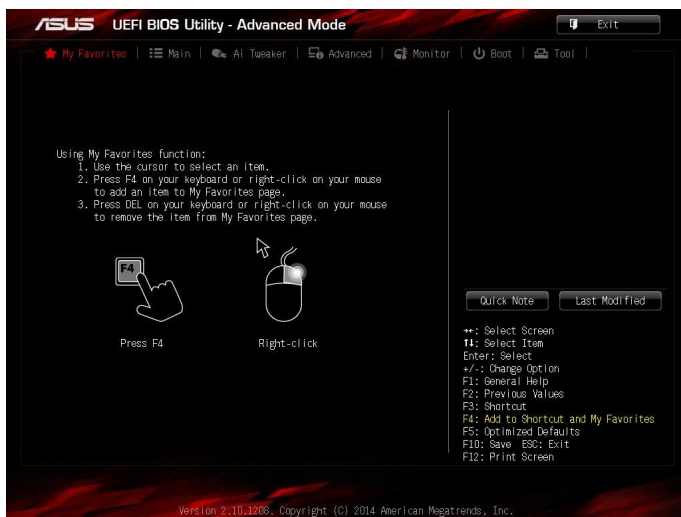 ASUS UEFI BIOS Utility - Advanced Mode Exit
My Favorites | Main | Ai Tweaker | Advanced | Monitor | Boot | Tool |
Using My Favorites function:
1. Use the cursor to select an item.
2. Press F4 on your keyboard or right-click on your mouse
to add an item to My Favorites page.
3. Press DEL on your keyboard or right-click on your mouse
to remove the item from My Favorites page.
F4
Press F4 Right-click
Quick Note Last Modified
→←: Select Screen
↑↓: Select Item
Enter: Select
+/-: Change Option
F1: General Help
F2: Previous Values
F3: Shortcut
F4: Add to Shortcut and My Favorites
F5: Optimized Defaults
F10: Save ESC: Exit
F12: Print Screen
Version 2.10.1208. Copyright (C) 2014 American Megatrends, Inc.